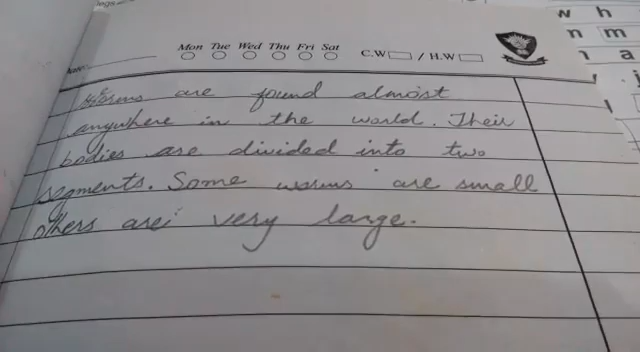 Mon Tue Wed Thu Fri Sat
C.W / H.W
Worms are found almost
anywhere in the world. Their
bodies are divided into two
segments. Some worms are small
others are very large.
w h
n m
a